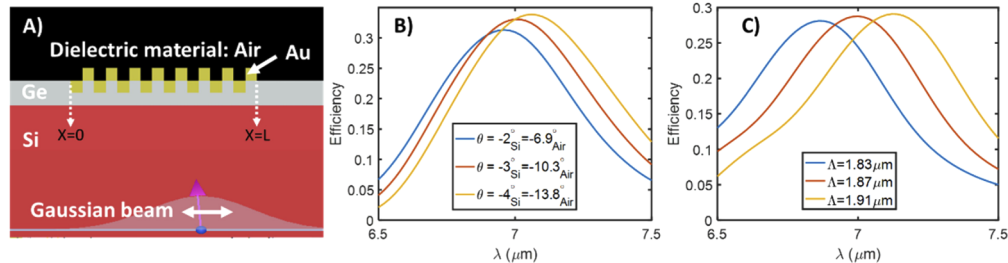 A)
Dielectric material: Air
Au
Ge
X=0
X=L
Si
Gaussian beam
B)
Efficiency
0.3
0.25
0.2
0.15
0.1
0.05
0
θ = -2°Si=-6.9°Air
θ = -3°Si=-10.3°Air
θ = -4°Si=-13.8°Air
6.5
7
7.5
λ (μm)
C)
Efficiency
0.3
0.25
0.2
0.15
0.1
0.05
0
Λ=1.83μm
Λ=1.87μm
Λ=1.91μm
6.5
7
7.5
λ (μm)